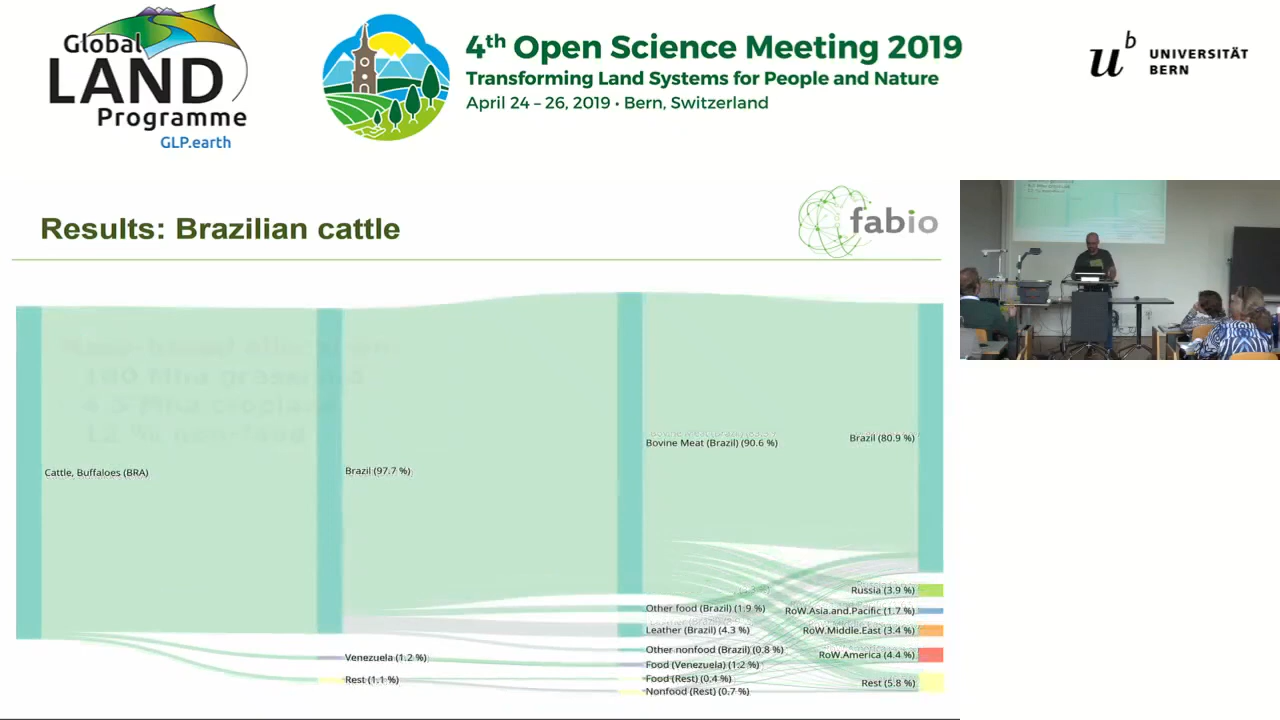 Global
LAND
Programme
GLP.earth
4th Open Science Meeting 2019
Transforming Land Systems for People and Nature
April 24 – 26, 2019 • Bern, Switzerland
u b UNIVERSITÄT
BERN
Results: Brazilian cattle
fabio
Cattle, Buffaloes (BRA)
Brazil (97.7 %)
Venezuela (1.2 %)
Rest (1.1 %)
Bovine Meat (Brazil) (90.6 %)
Other food (Brazil) (1.9 %)
Leather (Brazil) (4.3 %)
Other nonfood (Brazil) (0.8 %)
Food (Venezuela) (1.2 %)
Food (Rest) (0.4 %)
Nonfood (Rest) (0.7 %)
Brazil (80.9 %)
Russia (3.9 %)
RoW.Asia.and.Pacific (1.7 %)
RoW.Middle.East (3.4 %)
RoW.America (4.4 %)
Rest (5.8 %)